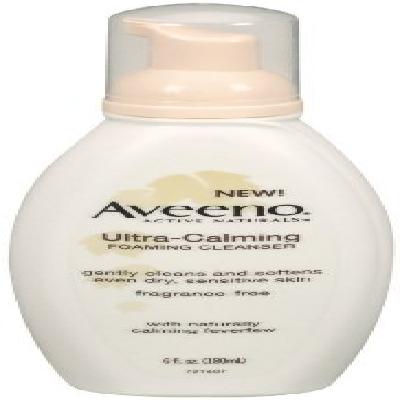 NEW!
Aveeno®
ACTIVE NATURALS™
Ultra-Calming
FOAMING CLEANSER
gently cleans and softens
even dry, sensitive skin
fragrance free
with naturally
calming feverfew
6 fl. oz. (180mL)